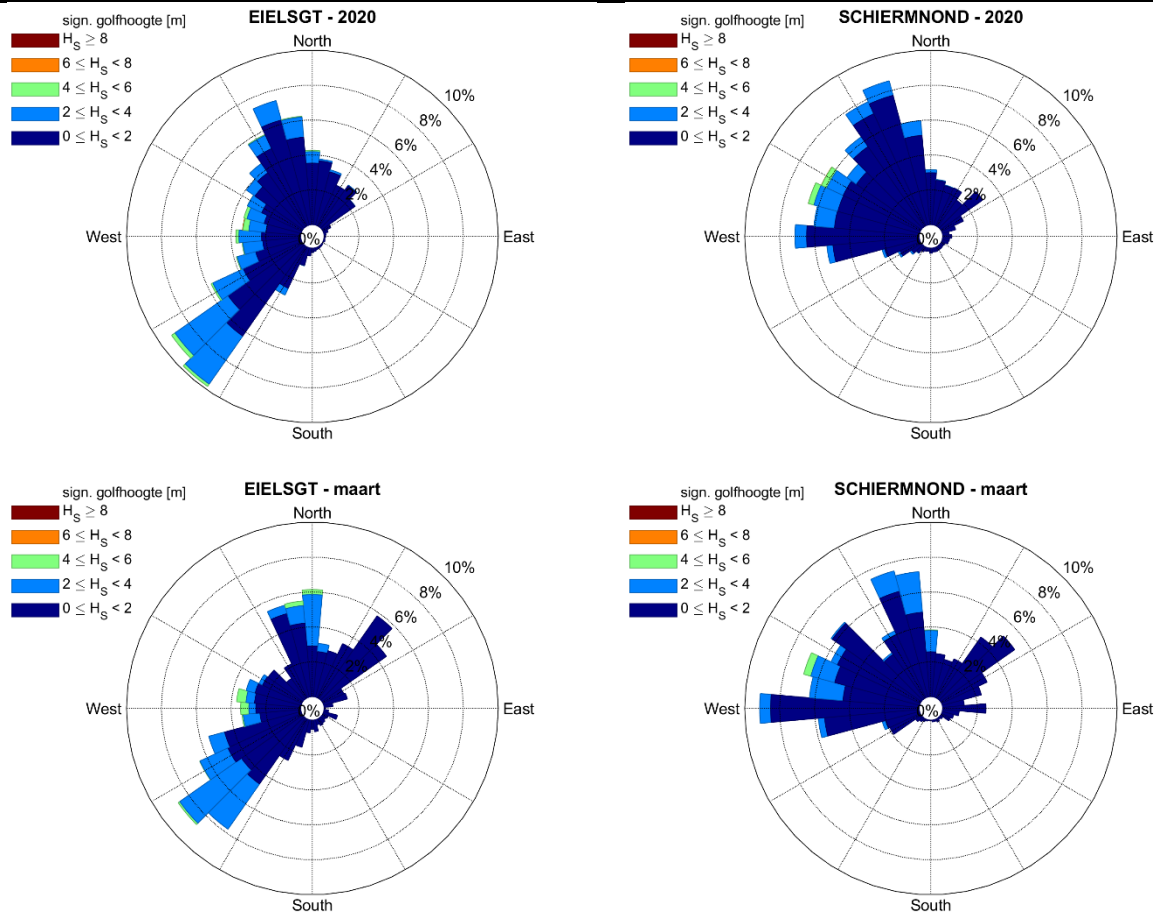 EIELSGT - 2020
sign. golfhoogte [m]
H_S ≥ 8
6 ≤ H_S < 8
4 ≤ H_S < 6
2 ≤ H_S < 4
0 ≤ H_S < 2
North
10%
8%
6%
4%
2%
0%
West
East
South
SCHIERMNOND - 2020
sign. golfhoogte [m]
H_S ≥ 8
6 ≤ H_S < 8
4 ≤ H_S < 6
2 ≤ H_S < 4
0 ≤ H_S < 2
North
10%
8%
6%
4%
2%
0%
West
East
South
EIELSGT - maart
sign. golfhoogte [m]
H_S ≥ 8
6 ≤ H_S < 8
4 ≤ H_S < 6
2 ≤ H_S < 4
0 ≤ H_S < 2
North
10%
8%
6%
4%
2%
0%
West
East
South
SCHIERMNOND - maart
sign. golfhoogte [m]
H_S ≥ 8
6 ≤ H_S < 8
4 ≤ H_S < 6
2 ≤ H_S < 4
0 ≤ H_S < 2
North
10%
8%
6%
4%
2%
0%
West
East
South